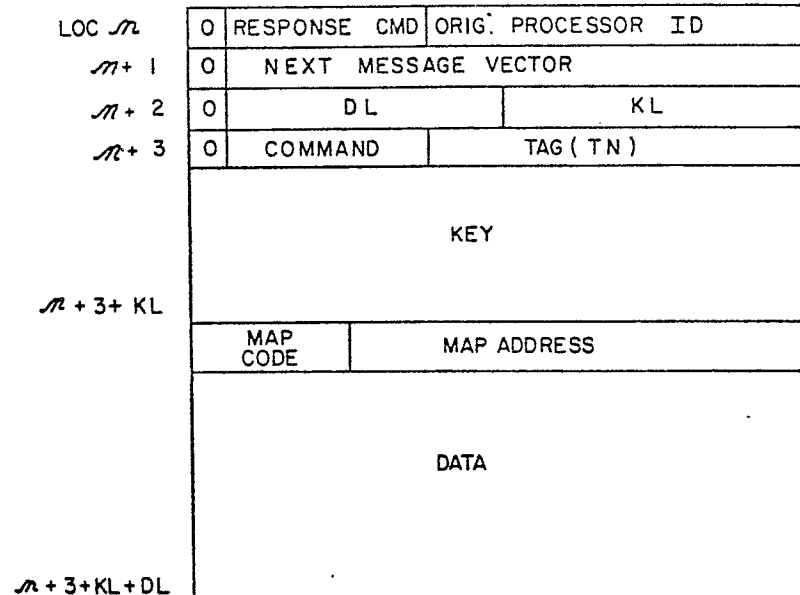 LOC n 0 RESPONSE CMD ORIG. PROCESSOR ID
n+ 1 0 NEXT MESSAGE VECTOR
n+ 2 0 DL KL
n+ 3 0 COMMAND TAG ( TN )
KEY
n + 3+ KL
MAP CODE MAP ADDRESS
DATA
n + 3+KL+DL